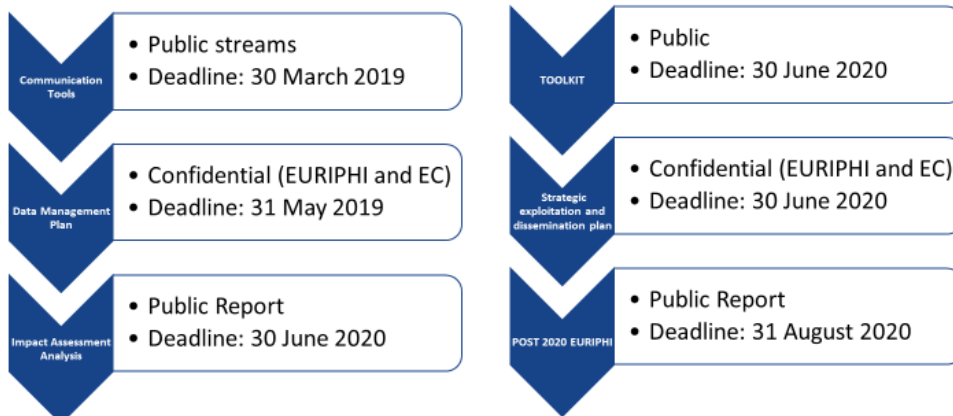 Communication
Tools
• Public streams
• Deadline: 30 March 2019
Data Management
Plan
• Confidential (EURIPHI and EC)
• Deadline: 31 May 2019
Impact Assessment
Analysis
• Public Report
• Deadline: 30 June 2020
TOOLKIT
• Public
• Deadline: 30 June 2020
Strategic
exploitation and
dissemination plan
• Confidential (EURIPHI and EC)
• Deadline: 30 June 2020
POST 2020 EURIPHI
• Public Report
• Deadline: 31 August 2020